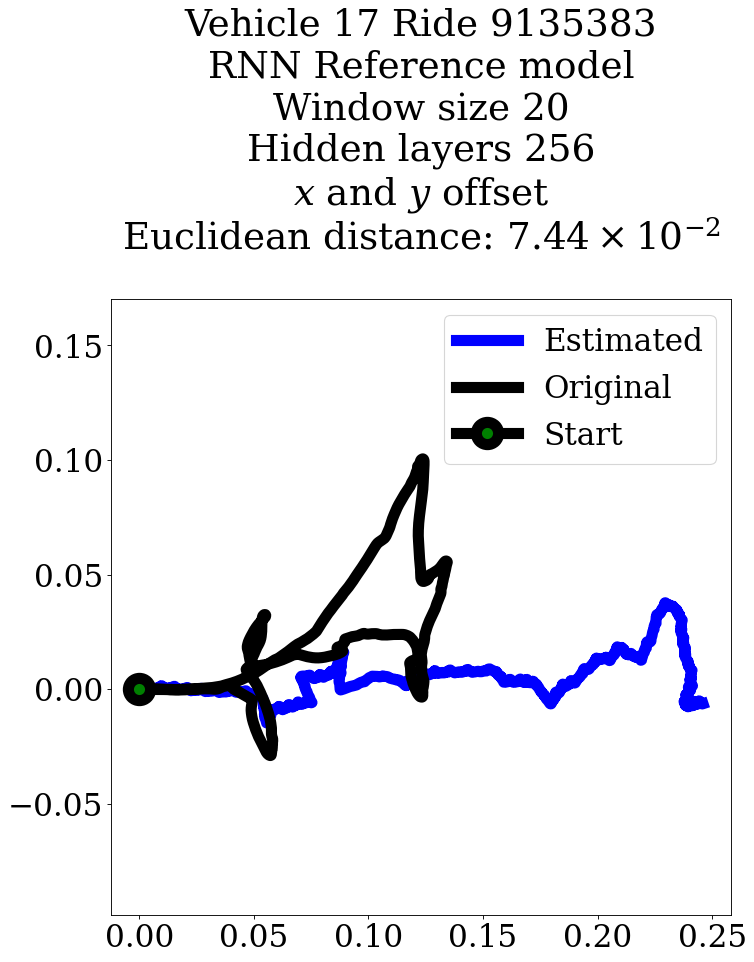 Vehicle 17 Ride 9135383
RNN Reference model
Window size 20
Hidden layers 256
x and y offset
Euclidean distance: 7.44 × 10⁻²
Estimated
Original
Start
0.15
0.10
0.05
0.00
−0.05
0.00 0.05 0.10 0.15 0.20 0.25